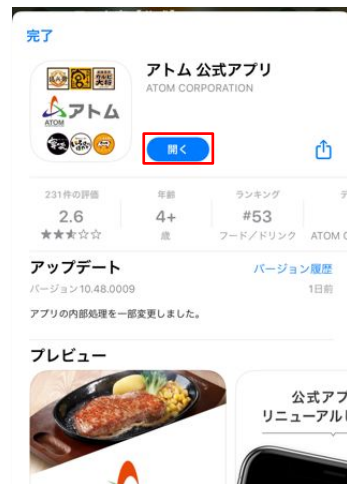 完了
アトム 公式アプリ
ATOM CORPORATION
アトム
ATOM
開く
231件の評価
年齢
ランキング
2.6
4+
#53
★★★☆☆
歳
フード／ドリンク
ATOM C
アップデート
バージョン履歴
バージョン10.48.0009
1日前
アプリの内部処理を一部変更しました。
プレビュー
公式アプ
リニューアル